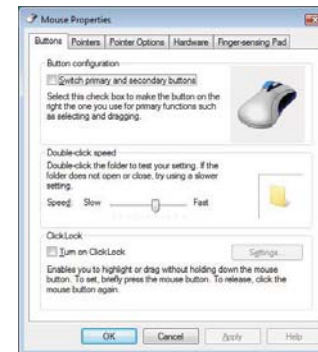 Mouse Properties
Buttons Pointers Pointer Options Hardware Finger-sensing Pad
Button configuration
Switch primary and secondary buttons
Select this check box to make the button on the
right the one you use for primary functions such
as selecting and dragging.
Double-click speed
Double-click the folder to test your setting. If the
folder does not open or close, try using a slower
setting.
Speed: Slow Fast
ClickLock
Turn on ClickLock Settings...
Enables you to highlight or drag without holding down the mouse
button. To set, briefly press the mouse button. To release, click the
mouse button again.
OK Cancel Apply Help